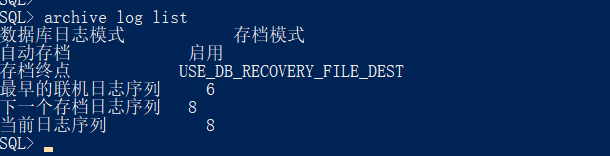 SQL>
SQL> archive log list
数据库日志模式 存档模式
自动存档 启用
存档终点 USE_DB_RECOVERY_FILE_DEST
最早的联机日志序列 6
下一个存档日志序列 8
当前日志序列 8
SQL>